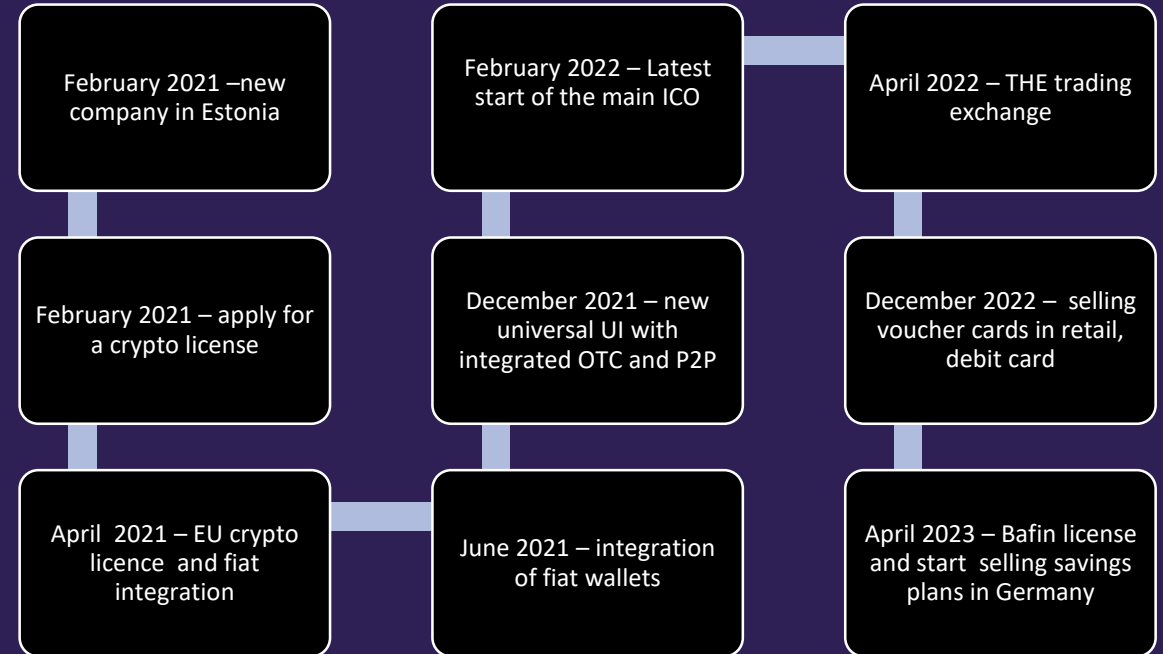 February 2021 –new
company in Estonia
February 2021 – apply for
a crypto license
April  2021 – EU crypto
licence  and fiat
integration
June 2021 – integration
of fiat wallets
December 2021 – new
universal UI with
integrated OTC and P2P
February 2022 – Latest
start of the main ICO
April 2022 – THE trading
exchange
December 2022 –  selling
voucher cards in retail,
debit card
April 2023 – Bafin license
and start  selling savings
plans in Germany